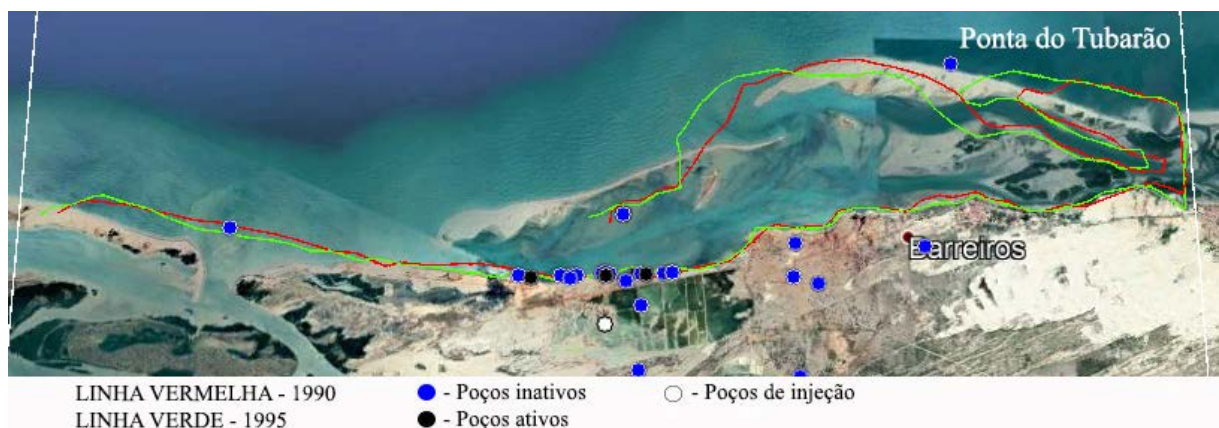 Ponta do Tubarão
Barreiros
LINHA VERMELHA - 1990
- Poços inativos
- Poços de injeção
LINHA VERDE - 1995
- Poços ativos